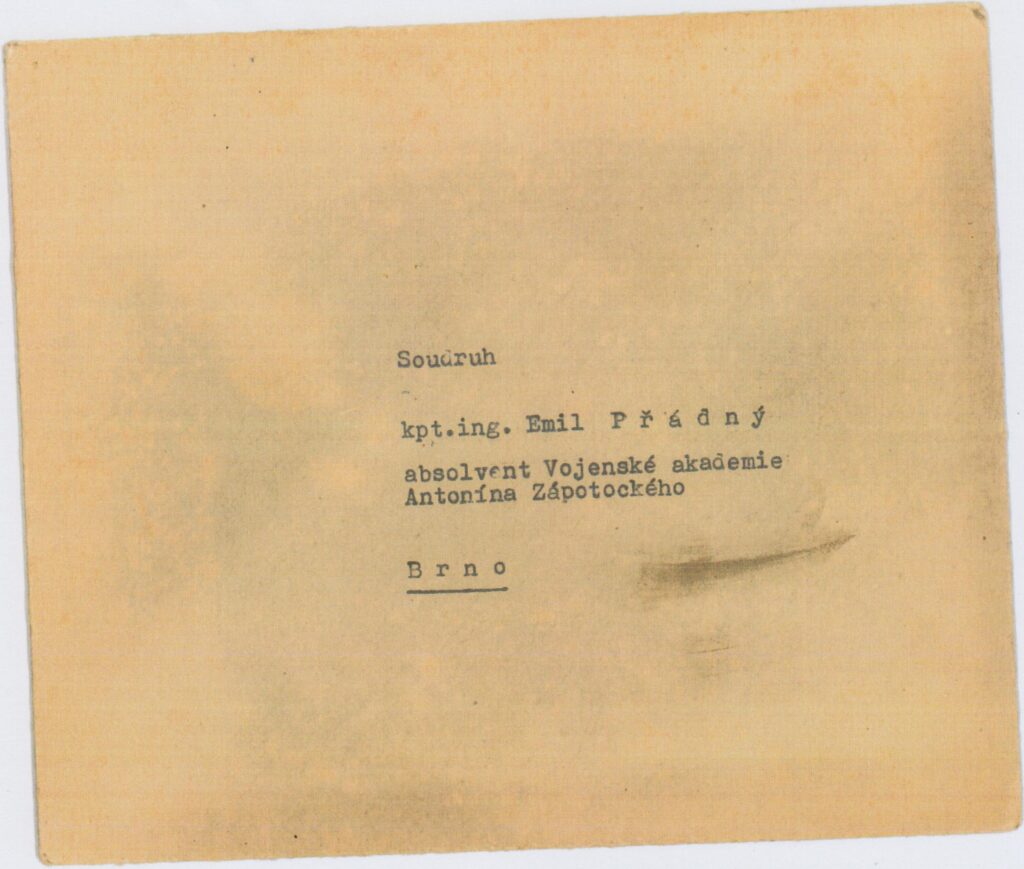 Soudruh
kpt.ing. Emil P ř á d n ý
absolvent Vojenské akademie
Antonína Zápotockého
B r n o